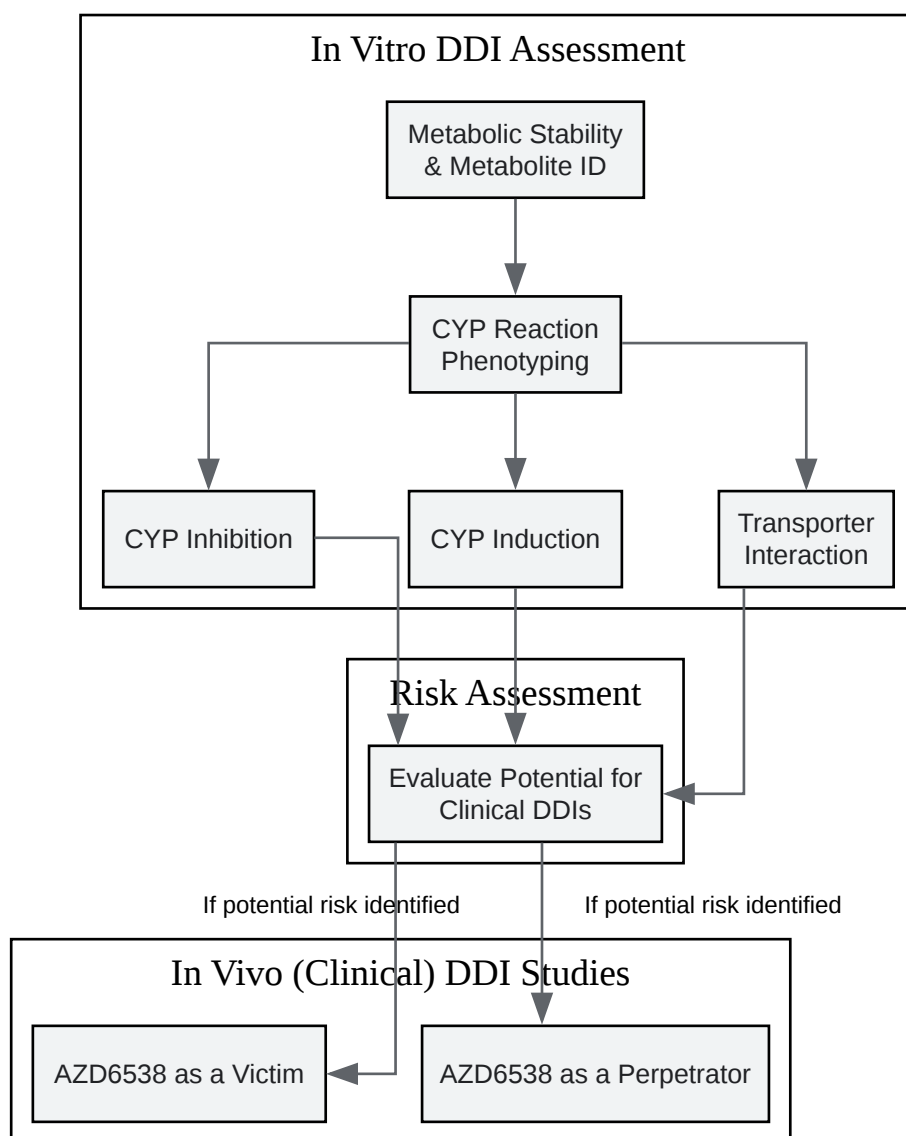 In Vitro DDI Assessment
Metabolic Stability
& Metabolite ID
CYP Reaction
Phenotyping
CYP Inhibition
CYP Induction
Transporter
Interaction
Risk Assessment
Evaluate Potential for
Clinical DDIs
If potential risk identified
If potential risk identified
In Vivo (Clinical) DDI Studies
AZD6538 as a Victim
AZD6538 as a Perpetrator